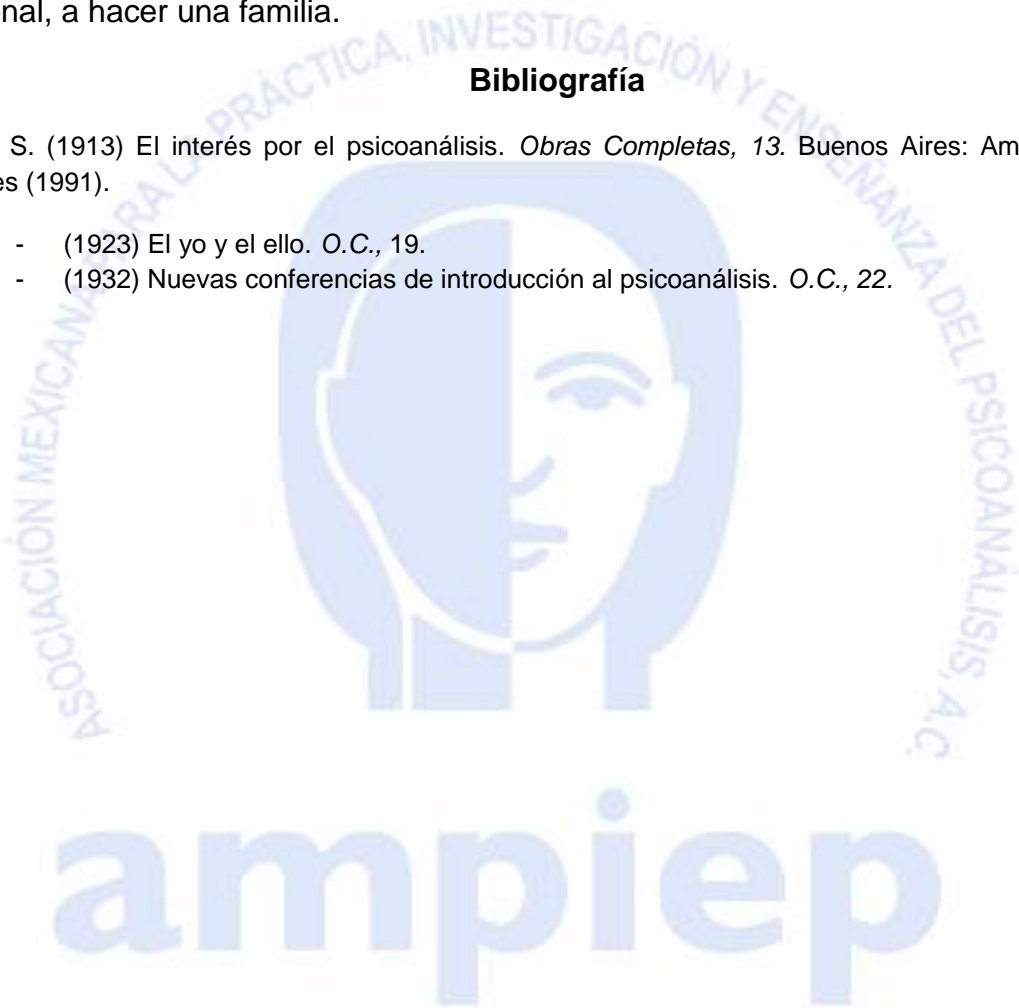 onal, a hacer una familia.
Bibliografía
S. (1913) El interés por el psicoanálisis. Obras Completas, 13. Buenos Aires: Am
es (1991).
- (1923) El yo y el ello. O.C., 19.
- (1932) Nuevas conferencias de introducción al psicoanálisis. O.C., 22.
ASOCIACIÓN MEXICANA PARA LA PRÁCTICA, INVESTIGACIÓN Y ENSEÑANZA DEL PSICOANÁLISIS, A.C.
ampiep